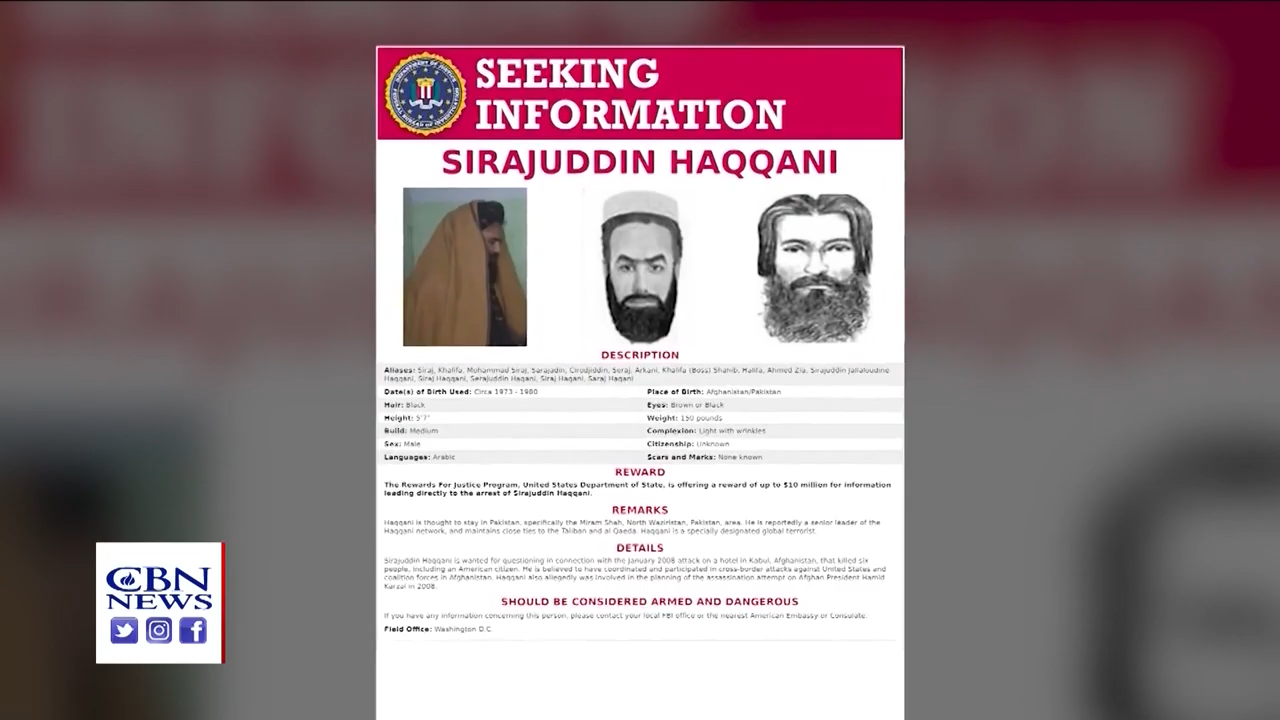 SEEKING
INFORMATION
SIRAJUDDIN HAQQANI
DESCRIPTION
Aliases: Siraj, Khalifa, Mohammad Siraj, Sarajadin, Cirodjiddin, Seraj, Arkani, Khalifa (Boss) Shahib, Halifa, Ahmed Zia, Sirajuddin Jallaloudine
Haqqani, Siraj Haqqani, Serajuddin Haqani, Siraj Haqani, Saraj Haqani
Date(s) of Birth Used: Circa 1973 - 1980 Place of Birth: Afghanistan/Pakistan
Hair: Black Eyes: Brown or Black
Height: 5'7" Weight: 150 pounds
Build: Medium Complexion: Light with wrinkles
Sex: Male Citizenship: Unknown
Languages: Arabic Scars and Marks: None known
REWARD
The Rewards For Justice Program, United States Department of State, is offering a reward of up to $10 million for information
leading directly to the arrest of Sirajuddin Haqqani.
REMARKS
Haqqani is thought to stay in Pakistan, specifically the Miram Shah, North Waziristan, Pakistan, area. He is reportedly a senior leader of the
Haqqani network, and maintains close ties to the Taliban and al Qaeda. Haqqani is a specially designated global terrorist.
DETAILS
Sirajuddin Haqqani is wanted for questioning in connection with the January 2008 attack on a hotel in Kabul, Afghanistan, that killed six
people, including an American citizen. He is believed to have coordinated and participated in cross-border attacks against United States and
coalition forces in Afghanistan. Haqqani also allegedly was involved in the planning of the assassination attempt on Afghan President Hamid
Karzai in 2008.
SHOULD BE CONSIDERED ARMED AND DANGEROUS
If you have any information concerning this person, please contact your local FBI office or the nearest American Embassy or Consulate.
Field Office: Washington D.C.
CBN
NEWS